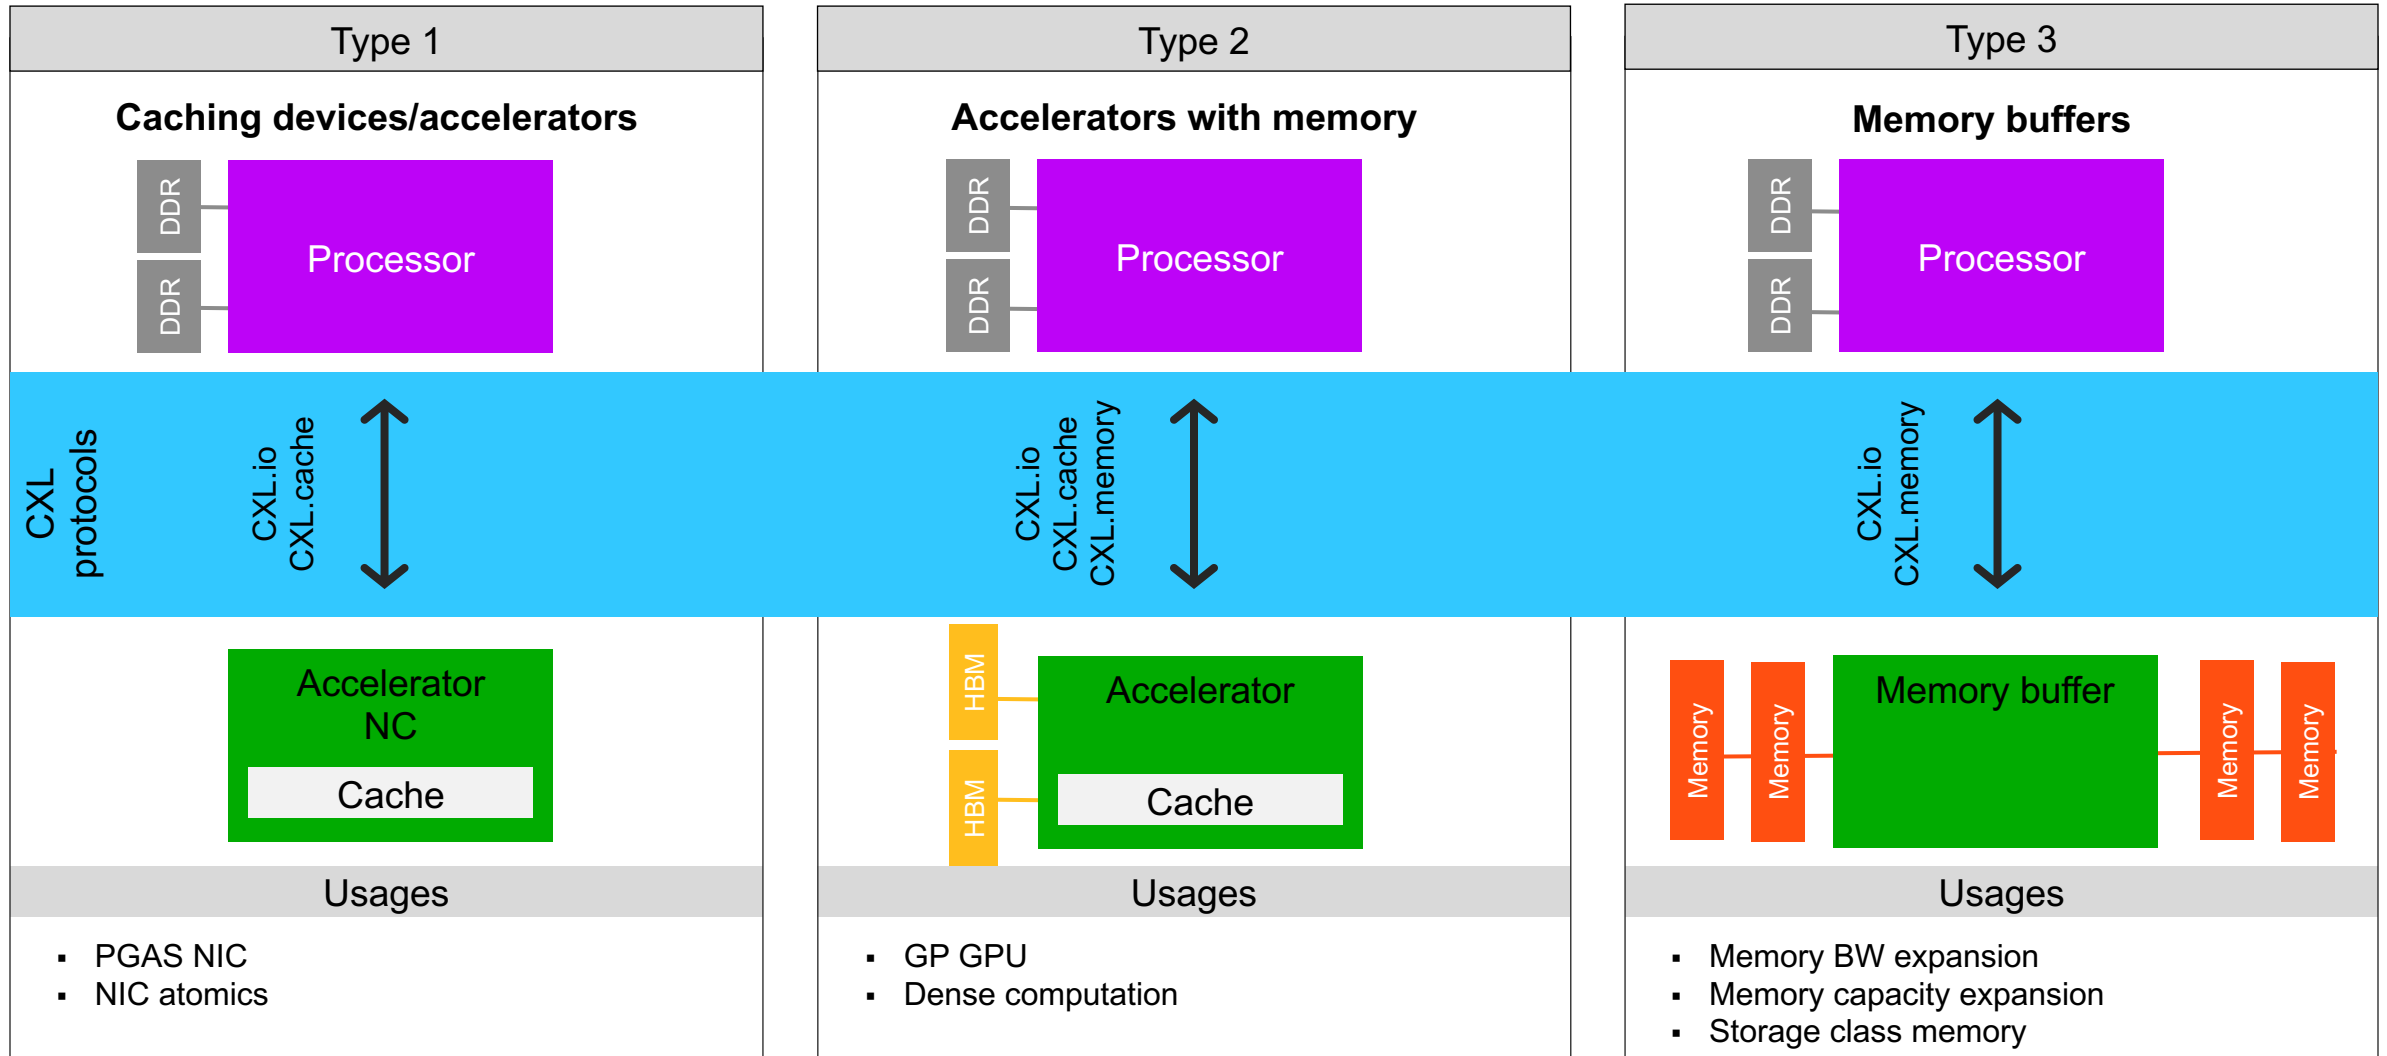 Type 1
Caching devices/accelerators
DDR
DDR
Processor
CXL
protocols
CXL.io
CXL.cache
Accelerator
NC
Cache
Usages
▪ PGAS NIC
▪ NIC atomics
Type 2
Accelerators with memory
DDR
DDR
Processor
CXL.io
CXL.cache
CXL.memory
HBM
HBM
Accelerator
Cache
Usages
▪ GP GPU
▪ Dense computation
Type 3
Memory buffers
DDR
DDR
Processor
CXL.io
CXL.memory
Memory
Memory
Memory buffer
Memory
Memory
Usages
▪ Memory BW expansion
▪ Memory capacity expansion
▪ Storage class memory